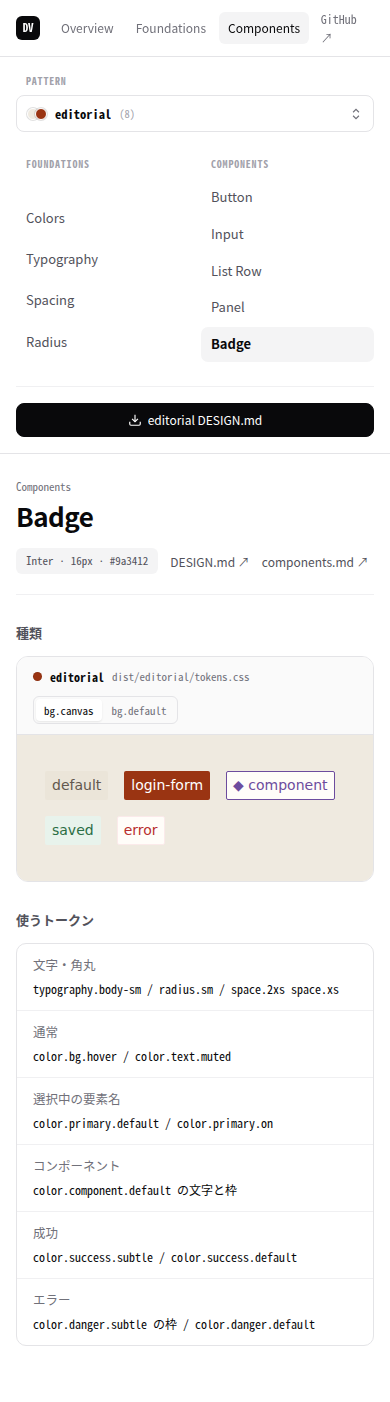 DV Overview Foundations Components GitHub ↗
PATTERN
editorial (8)
FOUNDATIONS
Colors
Typography
Spacing
Radius
COMPONENTS
Button
Input
List Row
Panel
Badge
editorial DESIGN.md
Components
Badge
Inter · 16px · #9a3412 DESIGN.md ↗ components.md ↗
種類
editorial dist/editorial/tokens.css
bg.canvas bg.default
default login-form ◆ component
saved error
使うトークン
文字・角丸
typography.body-sm / radius.sm / space.2xs space.xs
通常
color.bg.hover / color.text.muted
選択中の要素名
color.primary.default / color.primary.on
コンポーネント
color.component.default の文字と枠
成功
color.success.subtle / color.success.default
エラー
color.danger.subtle の枠 / color.danger.default